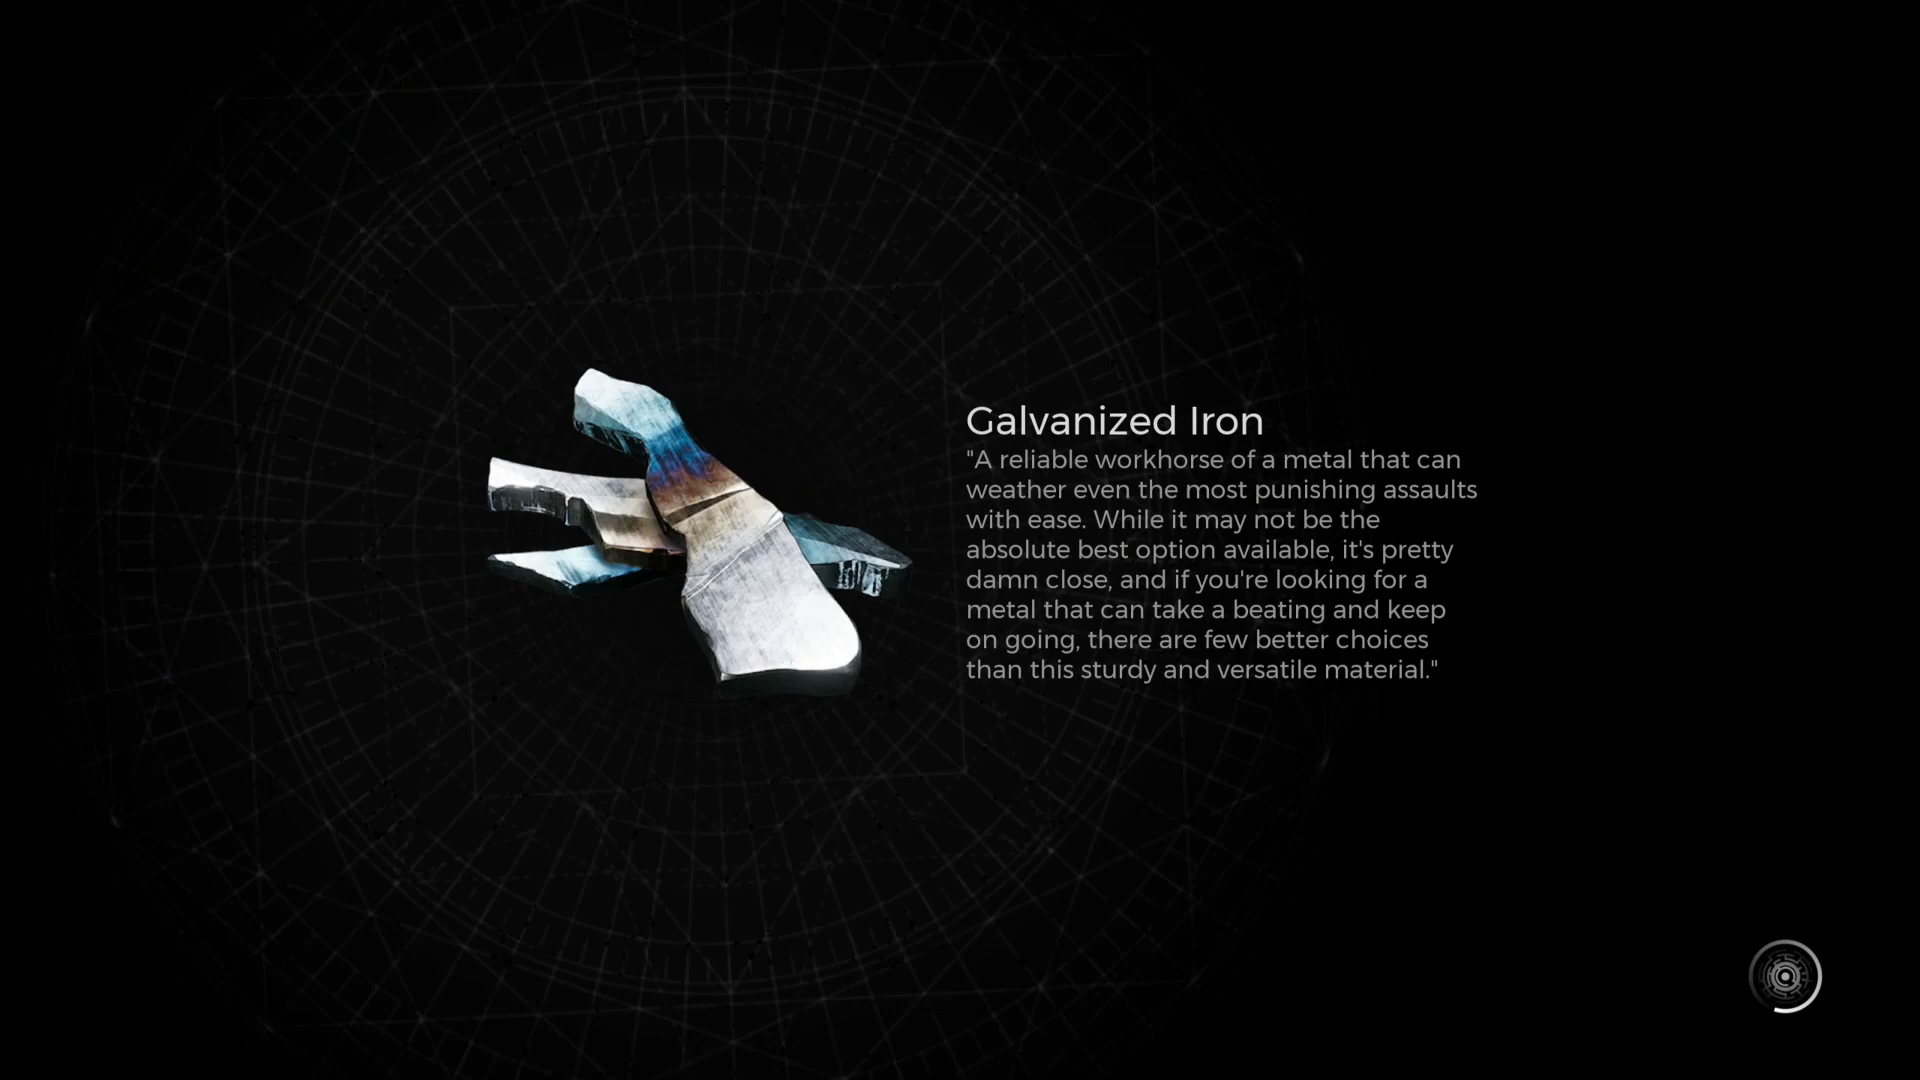 Galvanized Iron
"A reliable workhorse of a metal that can
weather even the most punishing assaults
with ease. While it may not be the
absolute best option available, it's pretty
damn close, and if you're looking for a
metal that can take a beating and keep
on going, there are few better choices
than this sturdy and versatile material."